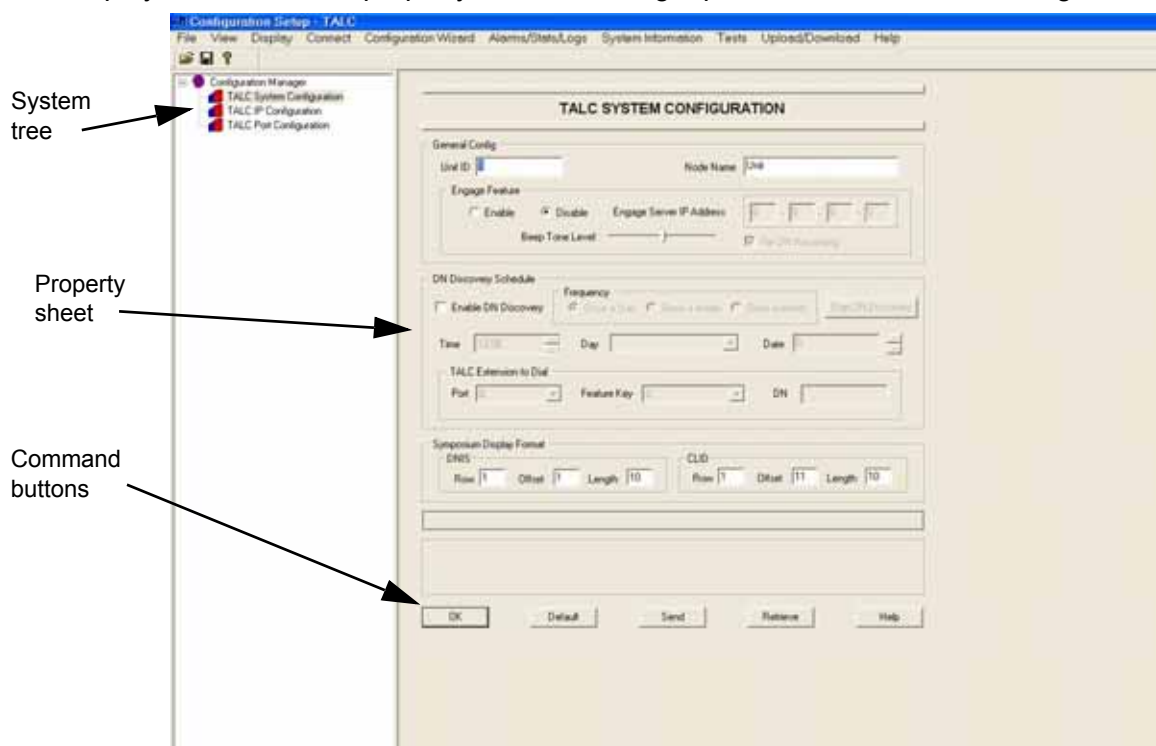 Configuration Setup - TALC
File View Display Connect Configuration Wizard Alarms/Stats/Logs System Information Tests Upload/Download Help
Configuration Manager
TALC System Configuration
TALC IP Configuration
TALC Port Configuration
System
tree
TALC SYSTEM CONFIGURATION
General Config
Unit ID
Node Name
Engage Feature
Enable Disable Engage Server IP Address
Beep Tone Level
Property
sheet
DN Discovery Schedule
Frequency
Enable DN Discovery
Time Day Date
TALC Extension to Dial
Port Feature Key DN
Command
buttons
Symposium Display Format
DNIS CLID
Row 1 Offset 1 Length 10 Row 1 Offset 11 Length 10
OK Default Send Retrieve Help